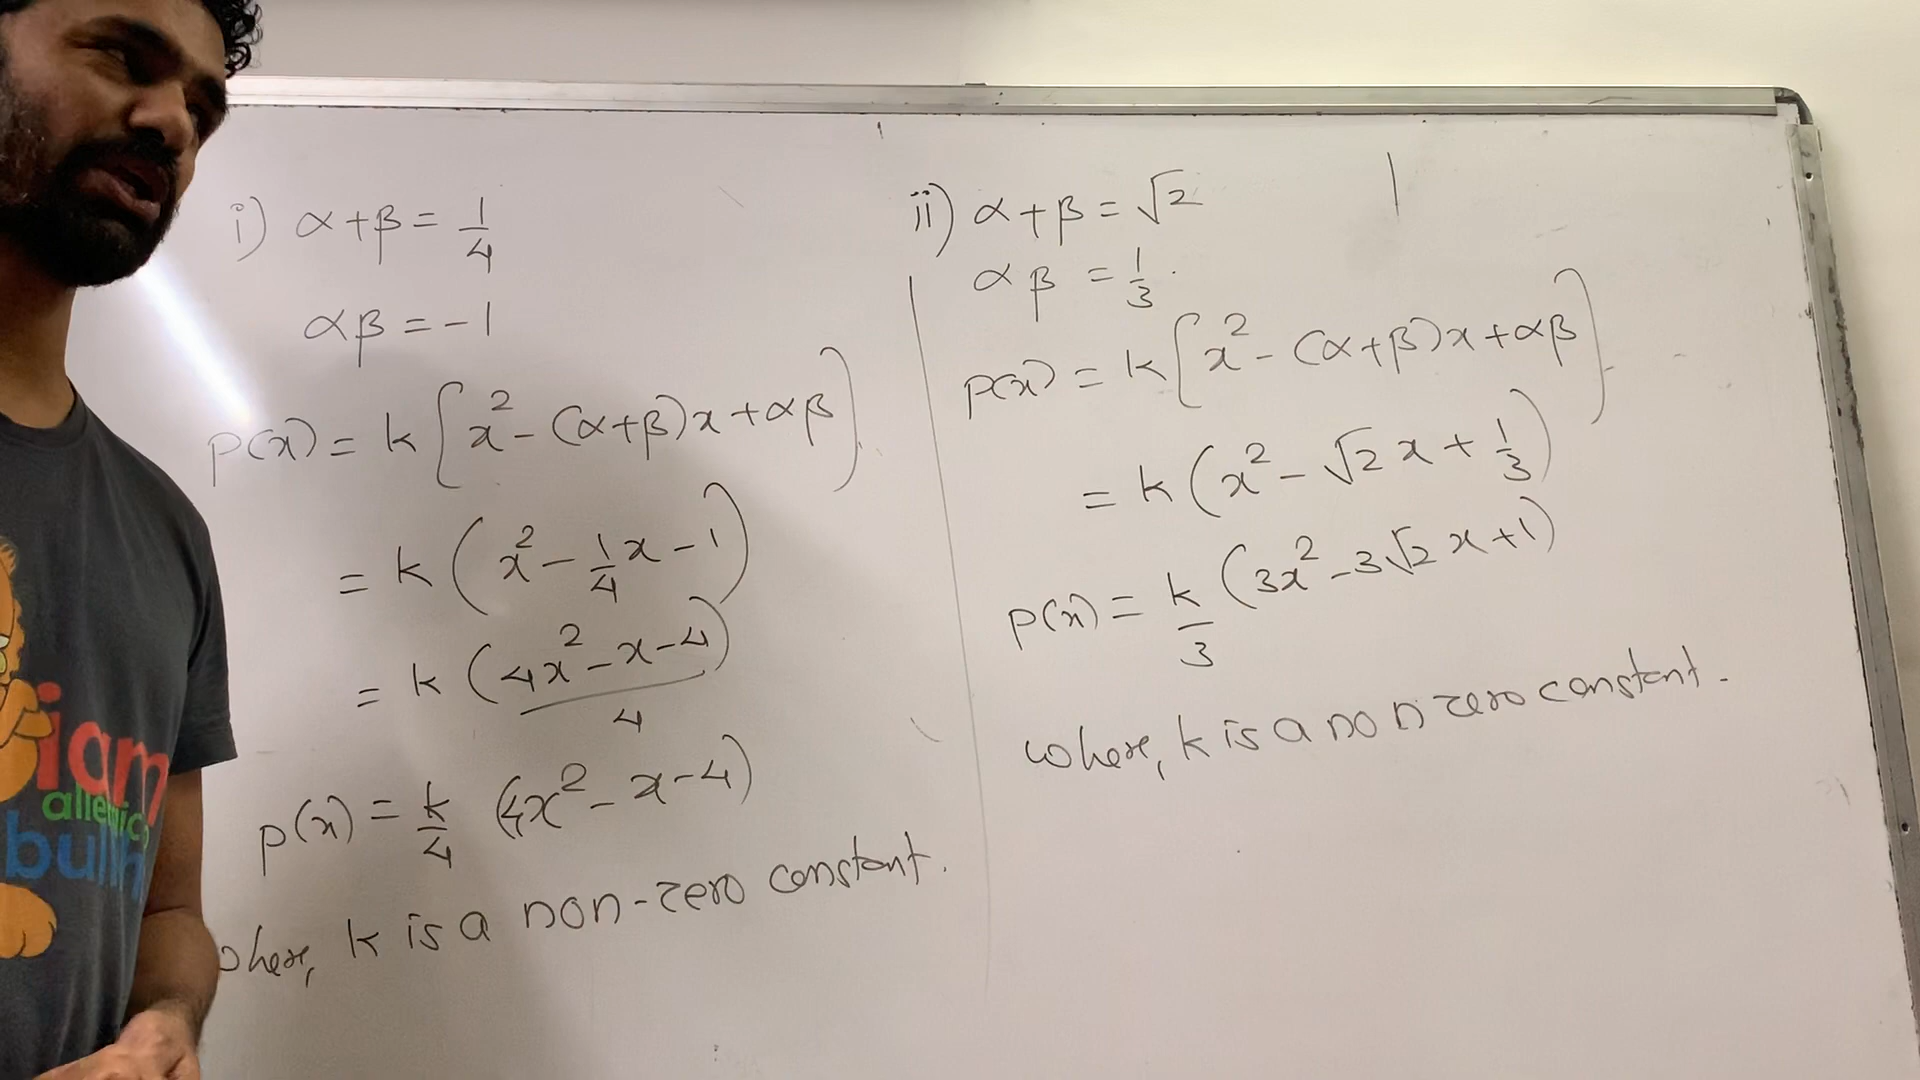 i) α+β = 1/4
αβ = -1
p(x) = k[x² - (α+β)x + αβ].
= k(x² - 1/4 x - 1)
= k(4x² - x - 4)/4
p(x) = k/4 (4x² - x - 4)
where, k is a non-zero constant.
ii) α+β = √2
αβ = 1/3.
p(x) = k[x² - (α+β)x + αβ].
= k(x² - √2 x + 1/3)
p(x) = k/3 (3x² - 3√2 x + 1)
where, k is a non zero constant.
i am
allergic